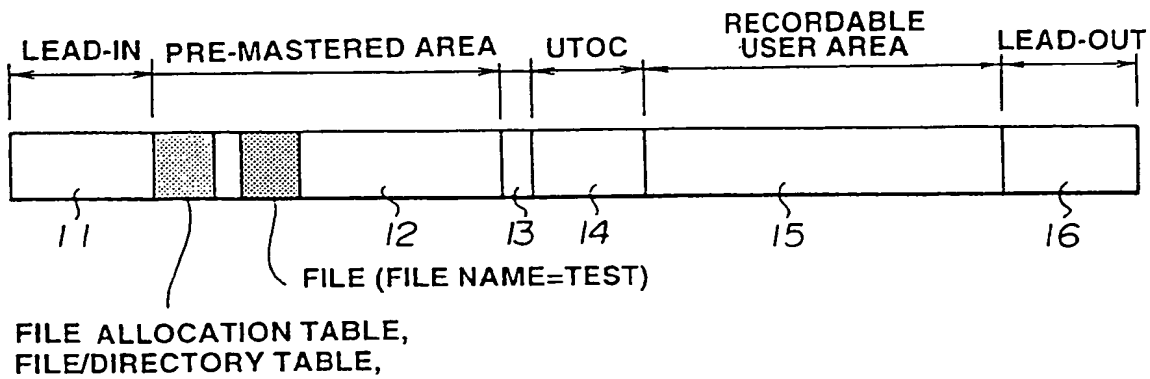 LEAD-IN PRE-MASTERED AREA UTOC RECORDABLE USER AREA LEAD-OUT
11 12 13 14 15 16
FILE (FILE NAME=TEST)
FILE ALLOCATION TABLE,
FILE/DIRECTORY TABLE,